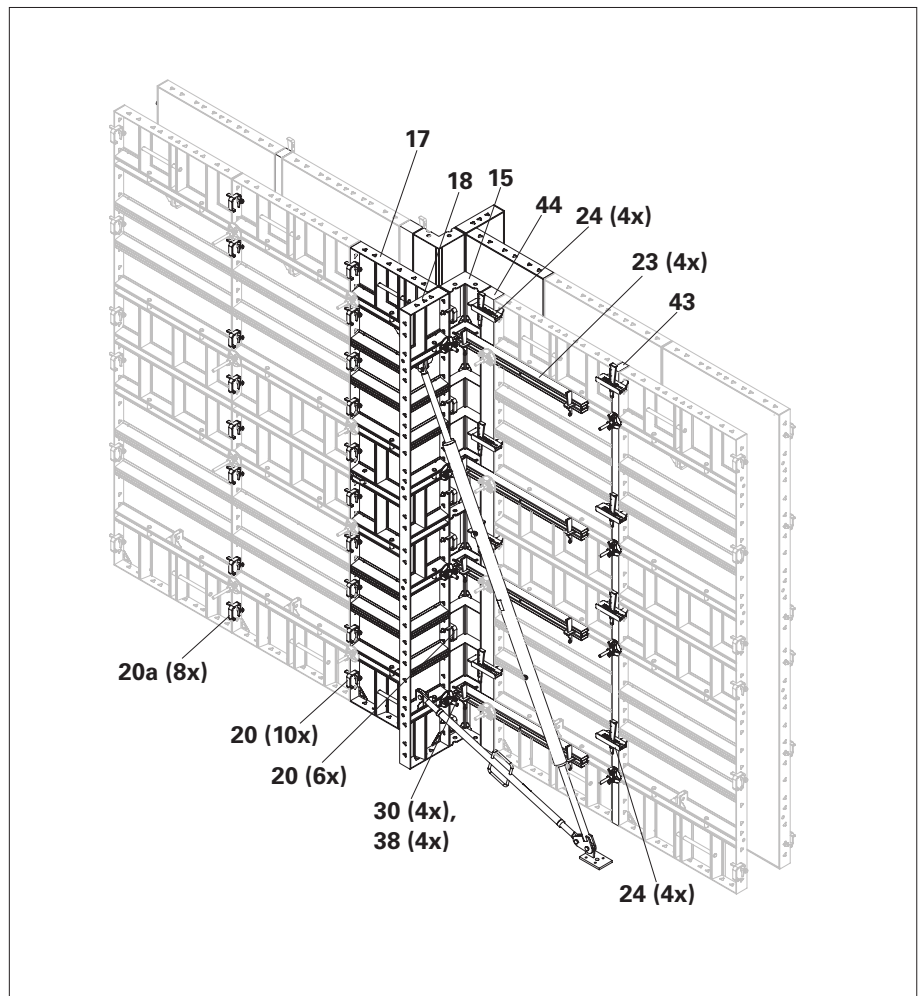 17
18
15
44
24 (4x)
23 (4x)
43
20a (8x)
20 (10x)
20 (6x)
30 (4x),
38 (4x)
24 (4x)